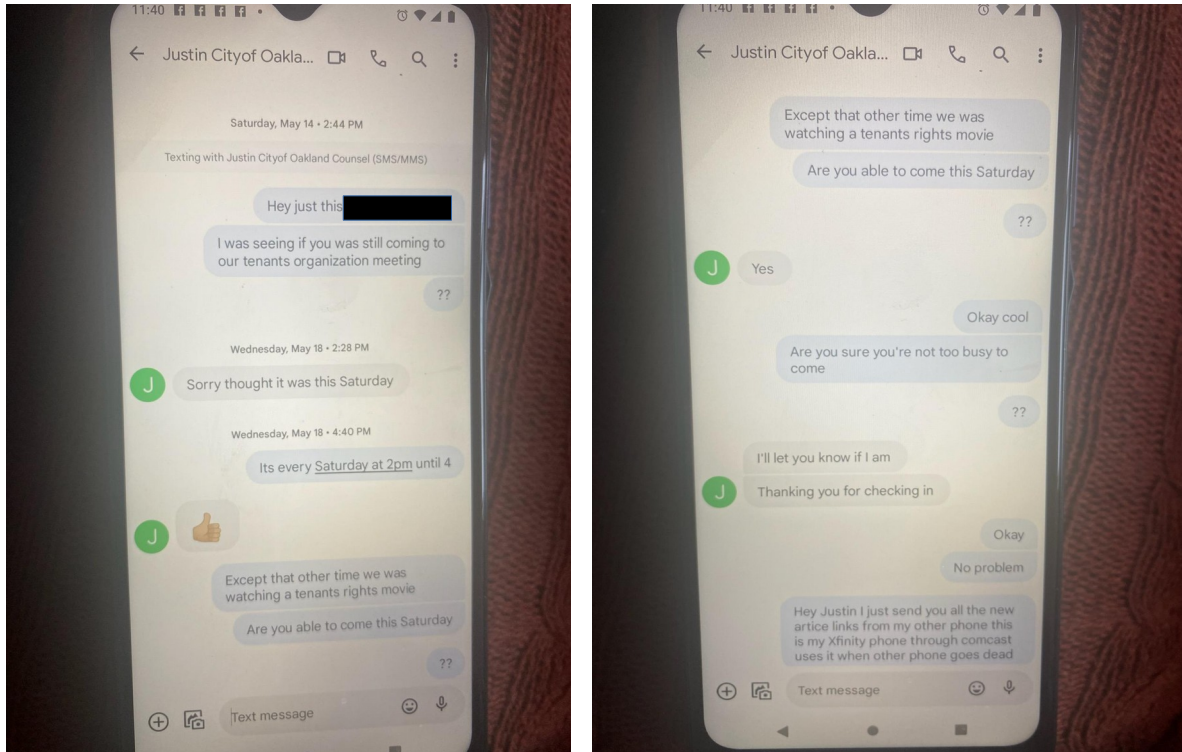 11:40
Justin Cityof Oakla...
Saturday, May 14 • 2:44 PM
Texting with Justin Cityof Oakland Counsel (SMS/MMS)
Hey just this
I was seeing if you was still coming to
our tenants organization meeting
??
Wednesday, May 18 • 2:28 PM
J
Sorry thought it was this Saturday
Wednesday, May 18 • 4:40 PM
Its every Saturday at 2pm until 4
J
Except that other time we was
watching a tenants rights movie
Are you able to come this Saturday
??
Text message
11:40
Justin Cityof Oakla...
Except that other time we was
watching a tenants rights movie
Are you able to come this Saturday
??
J
Yes
Okay cool
Are you sure you're not too busy to
come
??
I'll let you know if I am
J
Thanking you for checking in
Okay
No problem
Hey Justin I just send you all the new
artice links from my other phone this
is my Xfinity phone through comcast
uses it when other phone goes dead
Text message